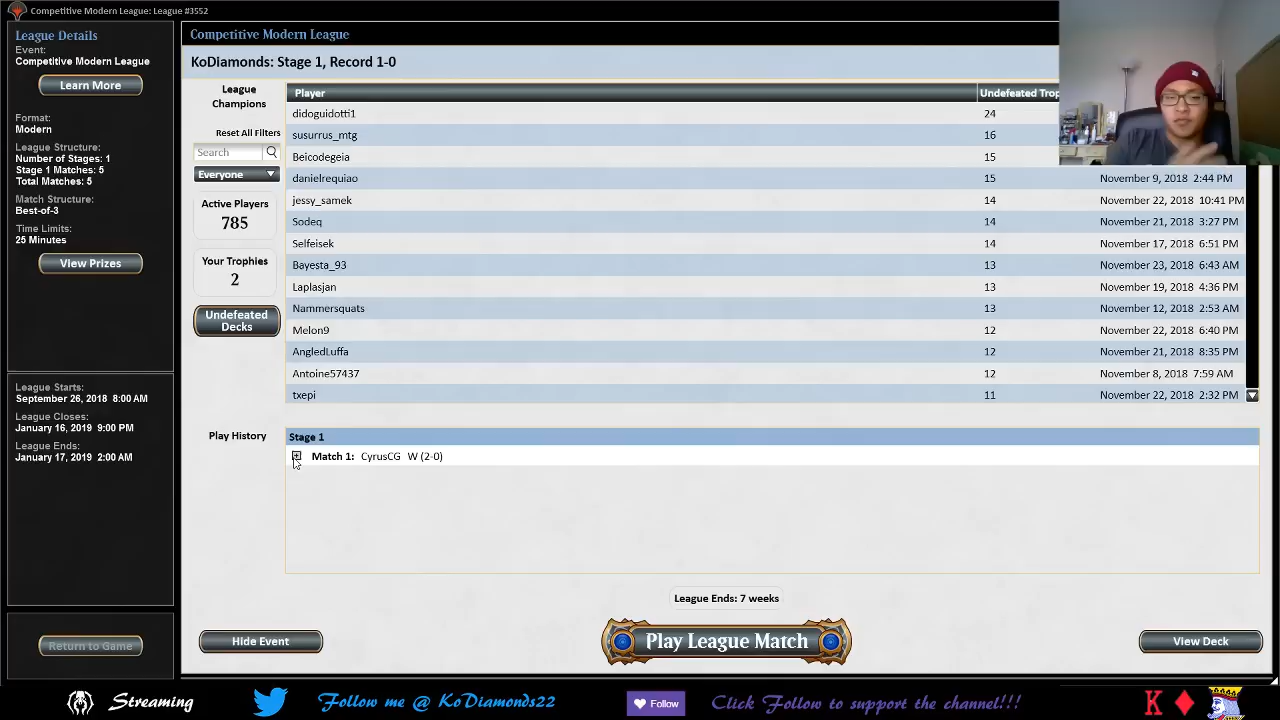 Competitive Modern League: League #3552
League Details
Event:
Competitive Modern League
Learn More
Format:
Modern
League Structure:
Number of Stages: 1
Stage 1 Matches: 5
Total Matches: 5
Match Structure:
Best-of-3
Time Limits:
25 Minutes
View Prizes
League Starts:
September 26, 2018 8:00 AM
League Closes:
January 16, 2019 9:00 PM
League Ends:
January 17, 2019 2:00 AM
Return to Game
Competitive Modern League
KoDiamonds: Stage 1, Record 1-0
League
Champions
Reset All Filters
Search
Everyone
Active Players
785
Your Trophies
2
Undefeated
Decks
Player Undefeated Trop
didoguidotti1 24
susurrus_mtg 16
Beicodegeia 15
danielrequiao 15 November 9, 2018 2:44 PM
jessy_samek 14 November 22, 2018 10:41 PM
Sodeq 14 November 21, 2018 3:27 PM
Selfeisek 14 November 17, 2018 6:51 PM
Bayesta_93 13 November 23, 2018 6:43 AM
Laplasjan 13 November 19, 2018 4:36 PM
Nammersquats 13 November 12, 2018 2:53 AM
Melon9 12 November 22, 2018 6:40 PM
AngledLuffa 12 November 21, 2018 8:35 PM
Antoine57437 12 November 8, 2018 7:59 AM
txepi 11 November 22, 2018 2:32 PM
Play History
Stage 1
Match 1: CyrusCG W (2-0)
League Ends: 7 weeks
Hide Event
Play League Match
View Deck
Streaming
Follow me @ KoDiamonds22
Follow
Click Follow to support the channel!!!
K